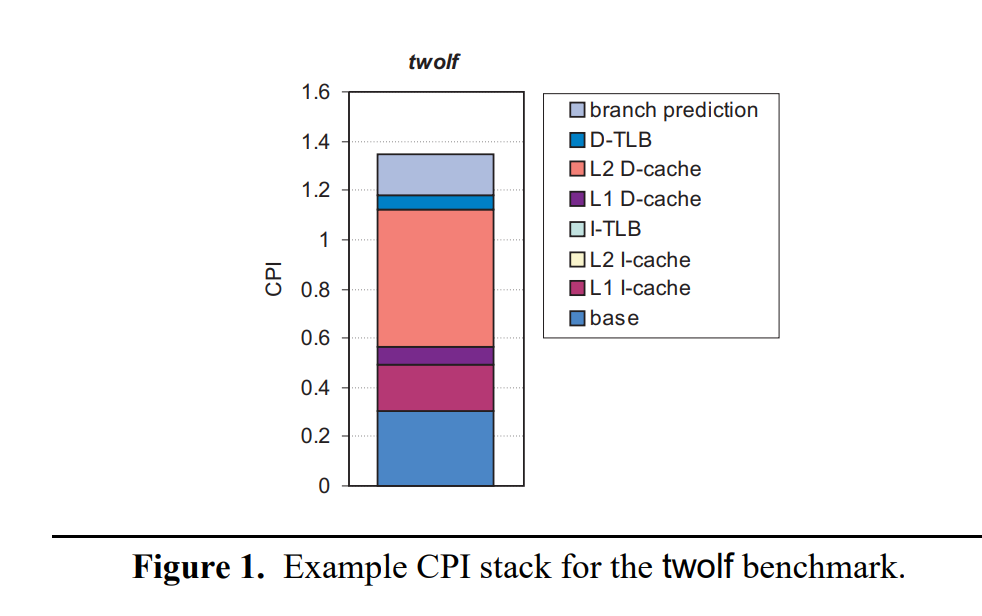 twolf
1.6
1.4
1.2
1
0.8
0.6
0.4
0.2
0
CPI
branch prediction
D-TLB
L2 D-cache
L1 D-cache
I-TLB
L2 I-cache
L1 I-cache
base
Figure 1. Example CPI stack for the twolf benchmark.